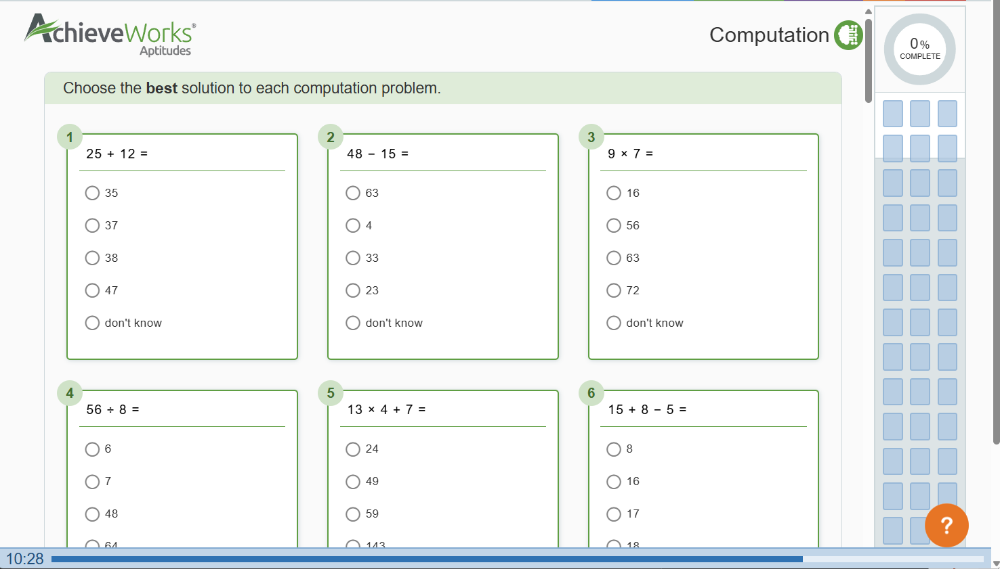 AchieveWorks®
Aptitudes
Computation
0%
COMPLETE
Choose the best solution to each computation problem.
1
25 + 12 =
35
37
38
47
don't know
2
48 − 15 =
63
4
33
23
don't know
3
9 × 7 =
16
56
63
72
don't know
4
56 ÷ 8 =
6
7
48
64
5
13 × 4 + 7 =
24
49
59
143
6
15 + 8 − 5 =
8
16
17
18
?
10:28